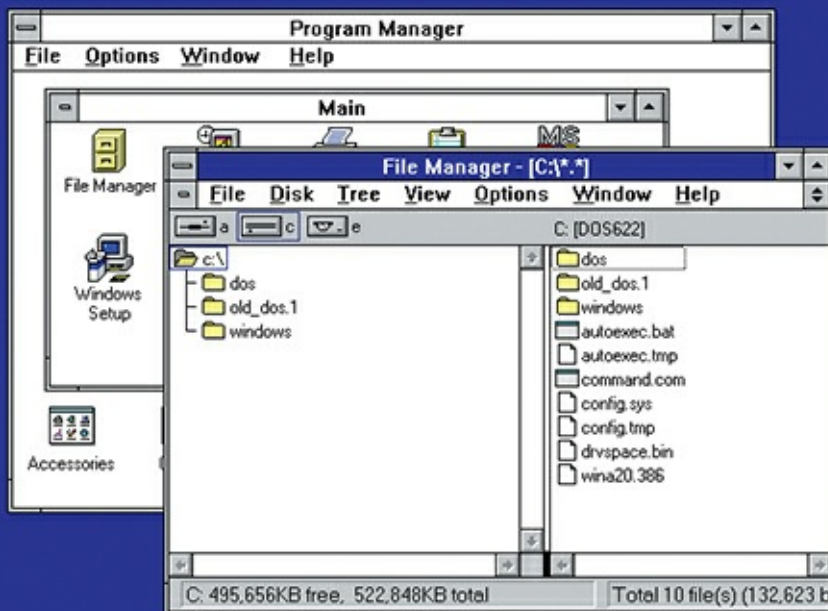 Program Manager
File Options Window Help
Main
File Manager
MS
Windows
Setup
Accessories
File Manager - [C:\*.*]
File Disk Tree View Options Window Help
a c e C: [DOS622]
c:\
dos
old_dos.1
windows
dos
old_dos.1
windows
autoexec.bat
autoexec.tmp
command.com
config.sys
config.tmp
drvspace.bin
wina20.386
C: 495,656KB free, 522,848KB total
Total 10 file(s) (132,623 b